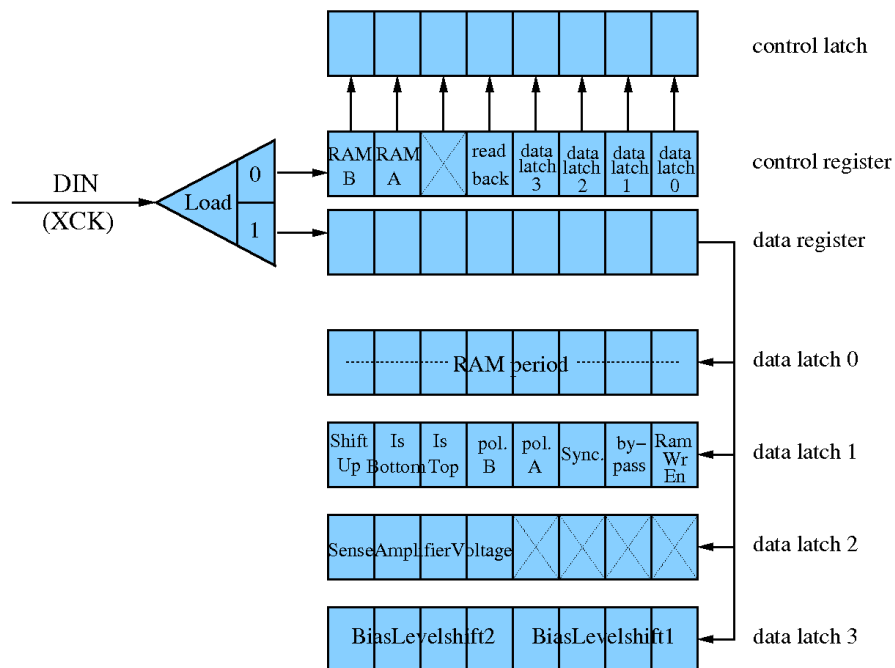 control latch
RAM B
RAM A
read back
data latch 3
data latch 2
data latch 1
data latch 0
control register
DIN
(XCK)
Load
0
1
data register
RAM period
data latch 0
Shift Up
Is Bottom
Is Top
pol. B
pol. A
Sync.
by-pass
Ram Wr En
data latch 1
SenseAmplifierVoltage
data latch 2
BiasLevelshift2
BiasLevelshift1
data latch 3